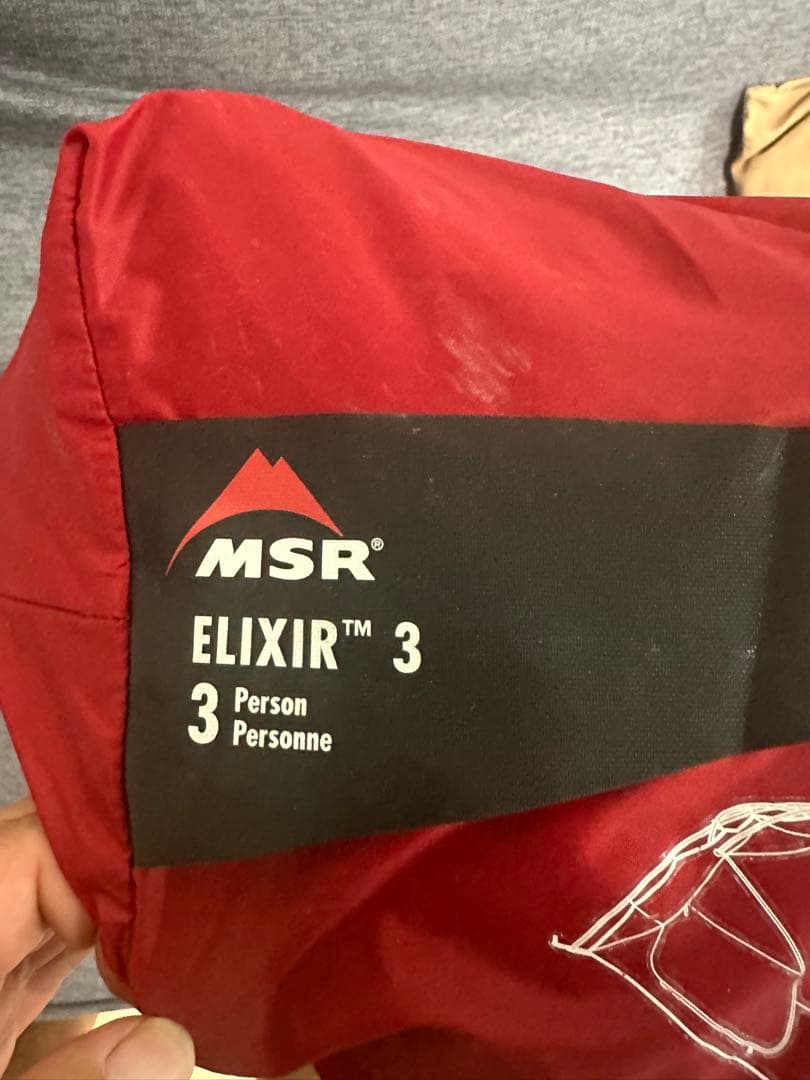 MSR®
ELIXIR™ 3
3 Person
Personne